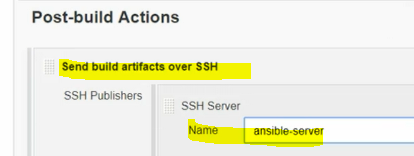 Post-build Actions
Send build artifacts over SSH
SSH Publishers
SSH Server
Name
ansible-server